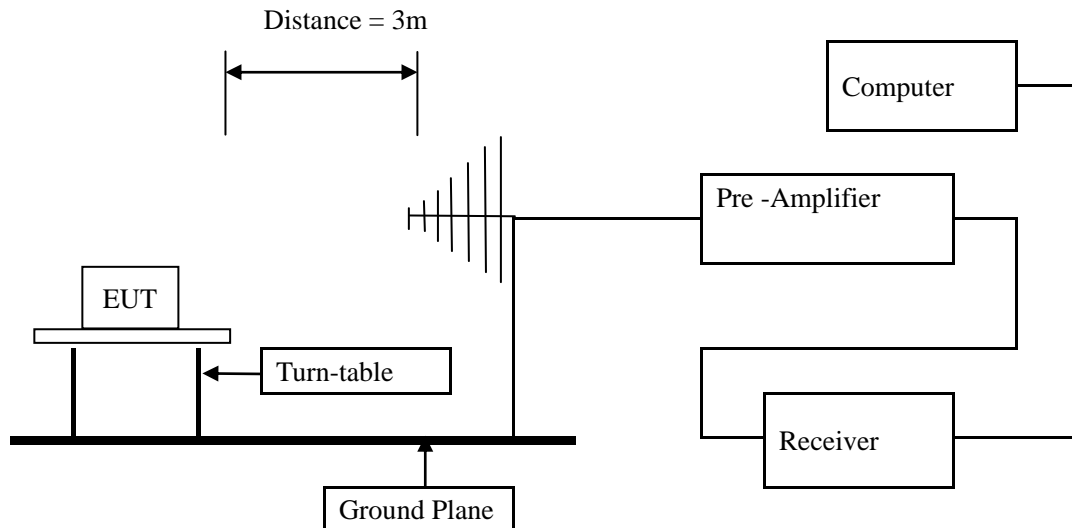 Distance = 3m
Computer
Pre -Amplifier
EUT
Turn-table
Receiver
Ground Plane